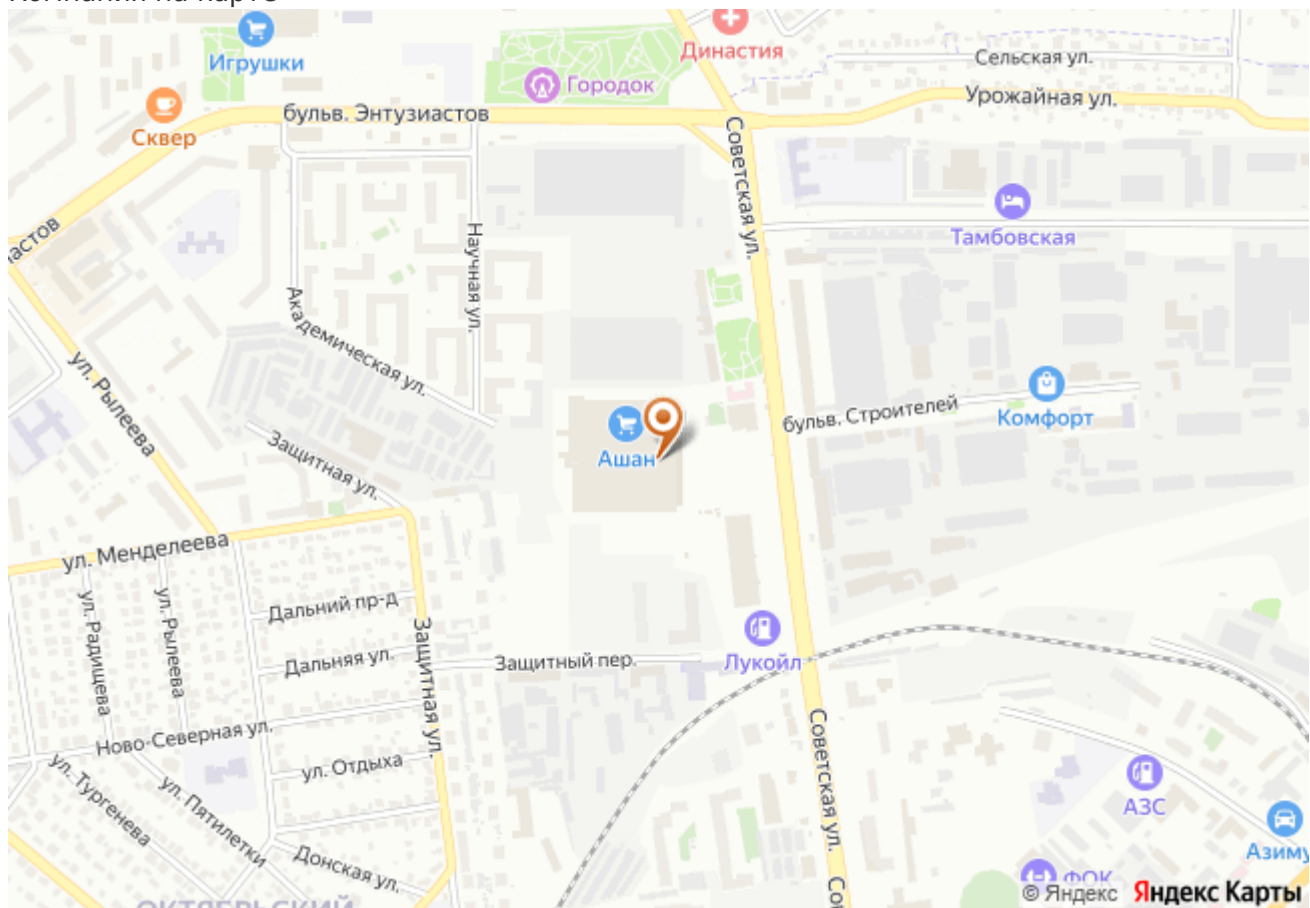 Династия
Игрушки
Сельская ул.
Городок
Урожайная ул.
бульв. Энтузиастов
Сквер
Советская ул.
Тамбовская
Научная ул.
Академическая ул.
ул. Рылеева
Комфорт
бульв. Строителей
Ашан
Защитная ул.
ул. Менделеева
Дальний пр-д
ул. Радищева
ул. Рылеева
Защитная ул.
Дальняя ул.
Защитный пер.
Лукойл
Ново-Северная ул.
Советская ул.
ул. Отдыха
ул. Тургенева
ул. Пятилетки
АЗС
Донская ул.
ФОК
© Яндекс Яндекс Карты